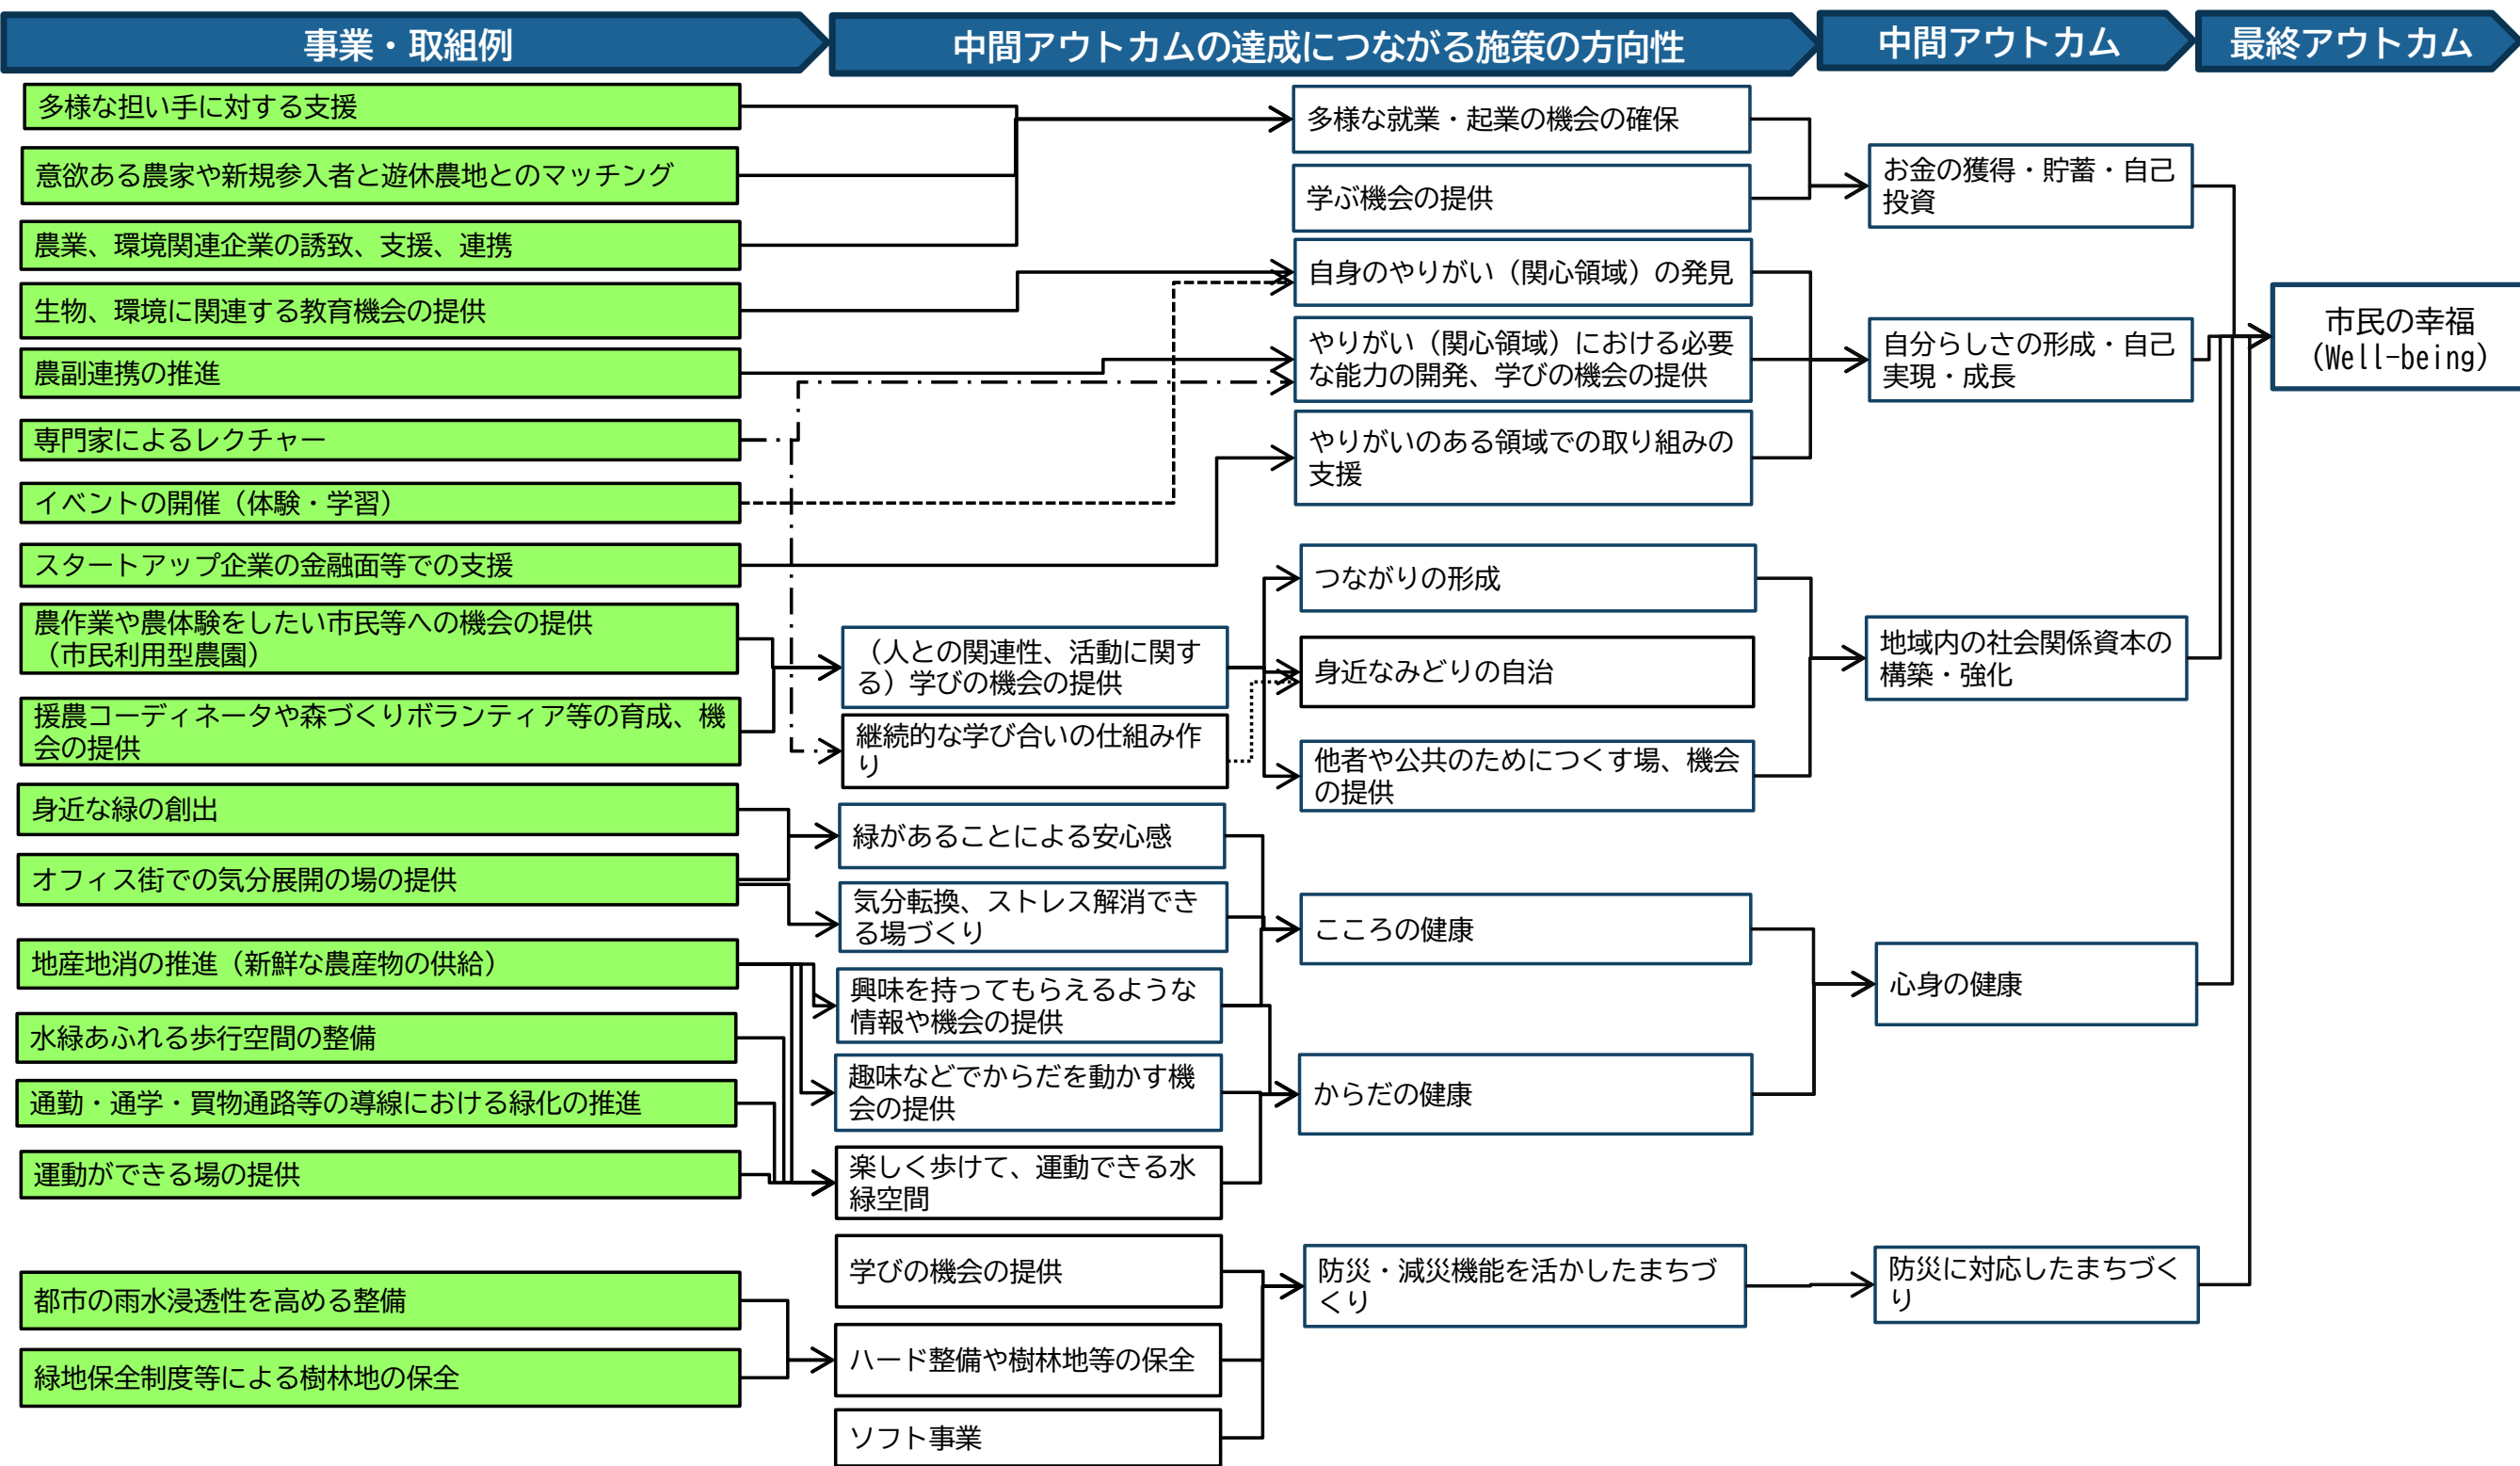 事業・取組例
中間アウトカムの達成につながる施策の方向性
中間アウトカム
最終アウトカム
多様な担い手に対する支援
意欲ある農家や新規参入者と遊休農地とのマッチング
農業、環境関連企業の誘致、支援、連携
生物、環境に関連する教育機会の提供
農副連携の推進
専門家によるレクチャー
イベントの開催（体験・学習）
スタートアップ企業の金融面等での支援
農作業や農体験をしたい市民等への機会の提供
（市民利用型農園）
援農コーディネータや森づくりボランティア等の育成、機
会の提供
身近な緑の創出
オフィス街での気分展開の場の提供
地産地消の推進（新鮮な農産物の供給）
水緑あふれる歩行空間の整備
通勤・通学・買物通路等の導線における緑化の推進
運動ができる場の提供
都市の雨水浸透性を高める整備
緑地保全制度等による樹林地の保全
（人との関連性、活動に関す
る）学びの機会の提供
継続的な学び合いの仕組み作
り
緑があることによる安心感
気分転換、ストレス解消でき
る場づくり
興味を持ってもらえるような
情報や機会の提供
趣味などでからだを動かす機
会の提供
楽しく歩けて、運動できる水
緑空間
学びの機会の提供
ハード整備や樹林地等の保全
ソフト事業
多様な就業・起業の機会の確保
学ぶ機会の提供
自身のやりがい（関心領域）の発見
やりがい（関心領域）における必要
な能力の開発、学びの機会の提供
やりがいのある領域での取り組みの
支援
つながりの形成
身近なみどりの自治
他者や公共のためにつくす場、機会
の提供
こころの健康
からだの健康
防災・減災機能を活かしたまちづ
くり
お金の獲得・貯蓄・自己
投資
自分らしさの形成・自己
実現・成長
地域内の社会関係資本の
構築・強化
心身の健康
防災に対応したまちづく
り
市民の幸福
（Well-being）